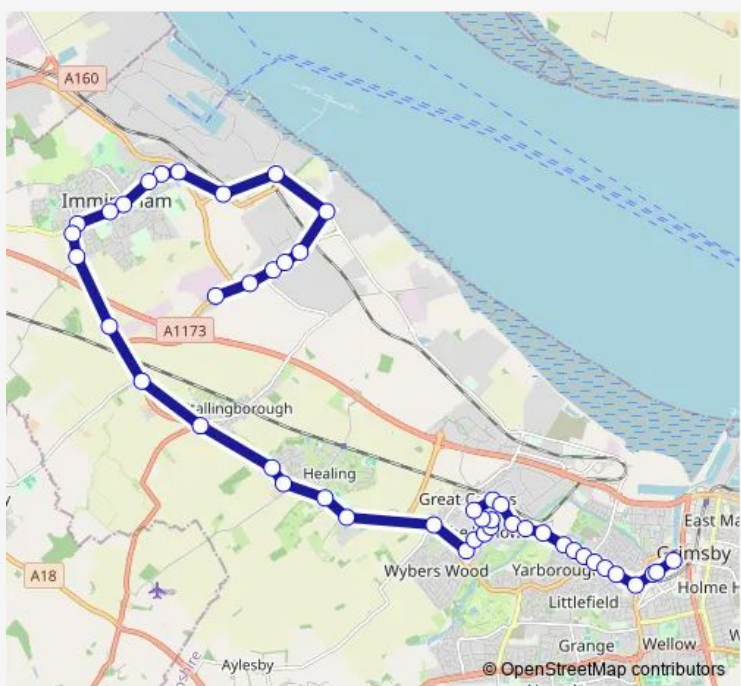 A160
Immingham
A1173
allingborough
Healing
Great C
Wybers Wood
Yarboroug
Littlefield
Grimsby
East Ma
Holme H
A18
Grange
Wellow
W
Aylesby
© OpenStreetMap contributors